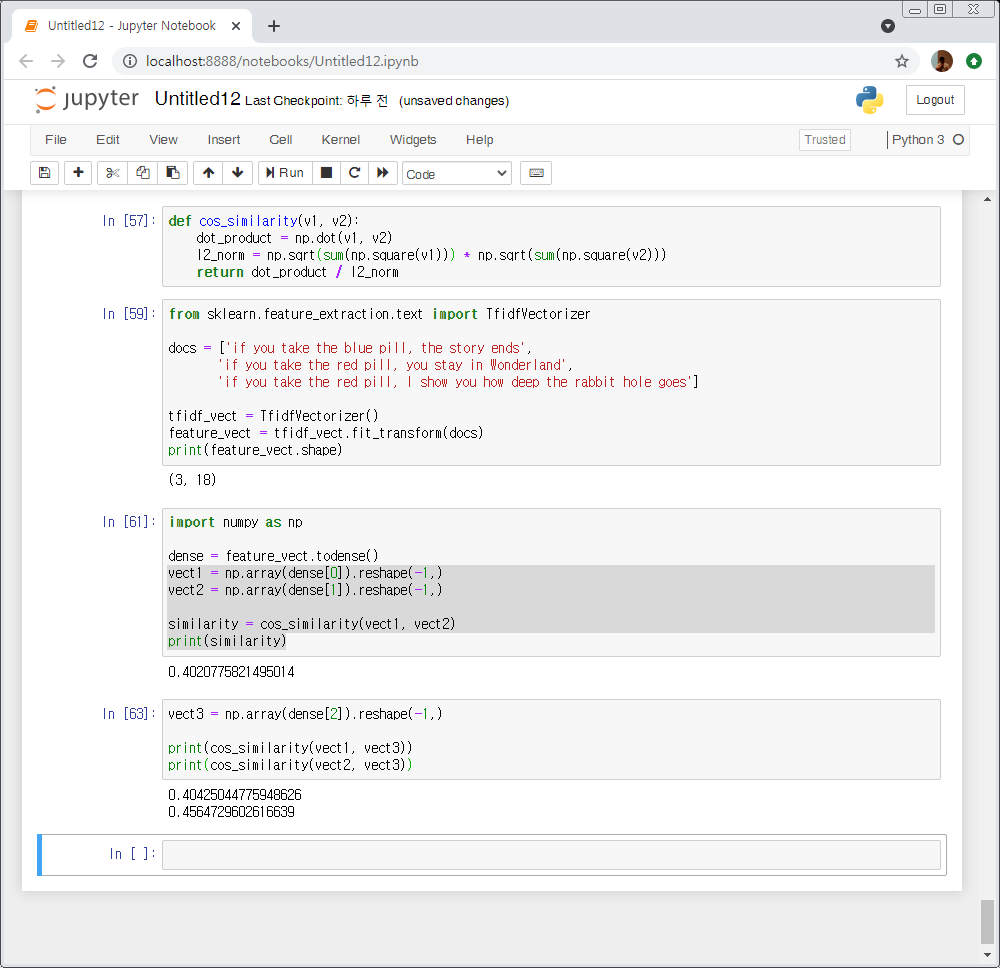 Untitled12 - Jupyter Notebook
localhost:8888/notebooks/Untitled12.ipynb
jupyter Untitled12 Last Checkpoint: 하루 전 (unsaved changes) Logout
File Edit View Insert Cell Kernel Widgets Help Trusted Python 3
Run Code
In [57]: def cos_similarity(v1, v2):
    dot_product = np.dot(v1, v2)
    l2_norm = np.sqrt(sum(np.square(v1))) * np.sqrt(sum(np.square(v2)))
    return dot_product / l2_norm
In [59]: from sklearn.feature_extraction.text import TfidfVectorizer
docs = ['if you take the blue pill, the story ends',
'if you take the red pill, you stay in Wonderland',
'if you take the red pill, I show you how deep the rabbit hole goes']
tfidf_vect = TfidfVectorizer()
feature_vect = tfidf_vect.fit_transform(docs)
print(feature_vect.shape)
(3, 18)
In [61]: import numpy as np
dense = feature_vect.todense()
vect1 = np.array(dense[0]).reshape(-1,)
vect2 = np.array(dense[1]).reshape(-1,)
similarity = cos_similarity(vect1, vect2)
print(similarity)
0.4020775821495014
In [63]: vect3 = np.array(dense[2]).reshape(-1,)
print(cos_similarity(vect1, vect3))
print(cos_similarity(vect2, vect3))
0.40425044775948626
0.4564729602616639
In [ ]: